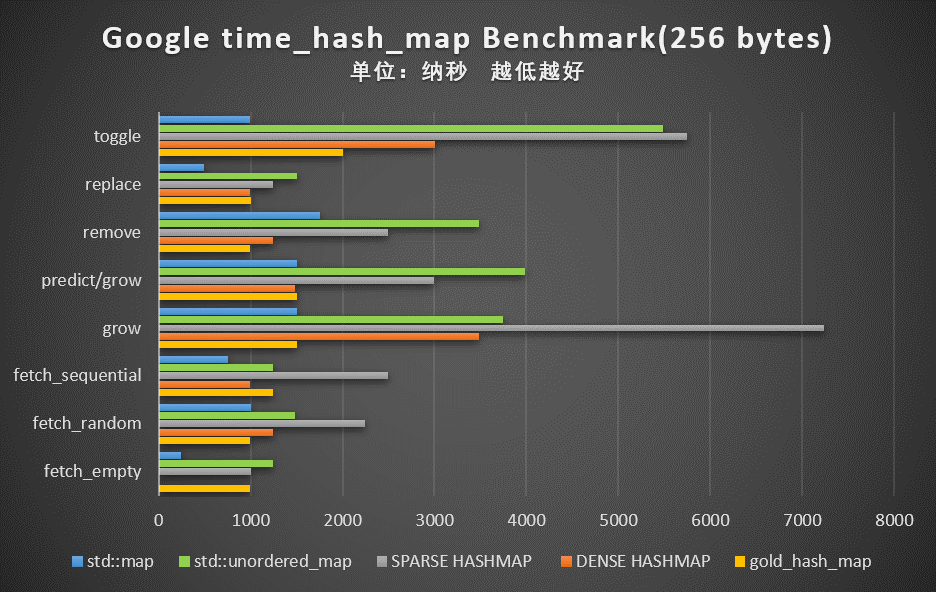 Google time_hash_map Benchmark(256 bytes)
单位：纳秒 越低越好
toggle
replace
remove
predict/grow
grow
fetch_sequential
fetch_random
fetch_empty
0 1000 2000 3000 4000 5000 6000 7000 8000
std::map std::unordered_map SPARSE HASHMAP DENSE HASHMAP gold_hash_map